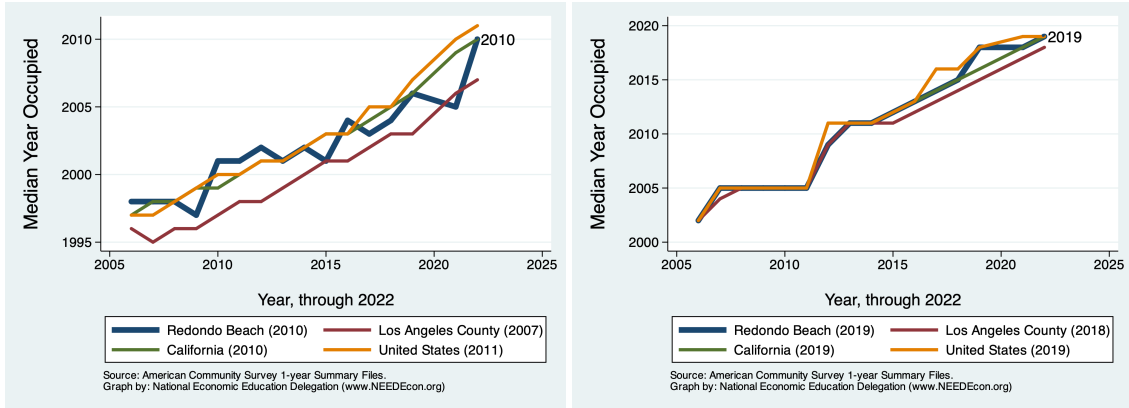 Median Year Occupied
2010
2005
2000
1995
2010
2005
2010
2015
2020
2025
Year, through 2022
Redondo Beach (2010)
Los Angeles County (2007)
California (2010)
United States (2011)
Source: American Community Survey 1-year Summary Files.
Graph by: National Economic Education Delegation (www.NEEDEcon.org)
Median Year Occupied
2020
2015
2010
2005
2000
2019
2005
2010
2015
2020
2025
Year, through 2022
Redondo Beach (2019)
Los Angeles County (2018)
California (2019)
United States (2019)
Source: American Community Survey 1-year Summary Files.
Graph by: National Economic Education Delegation (www.NEEDEcon.org)